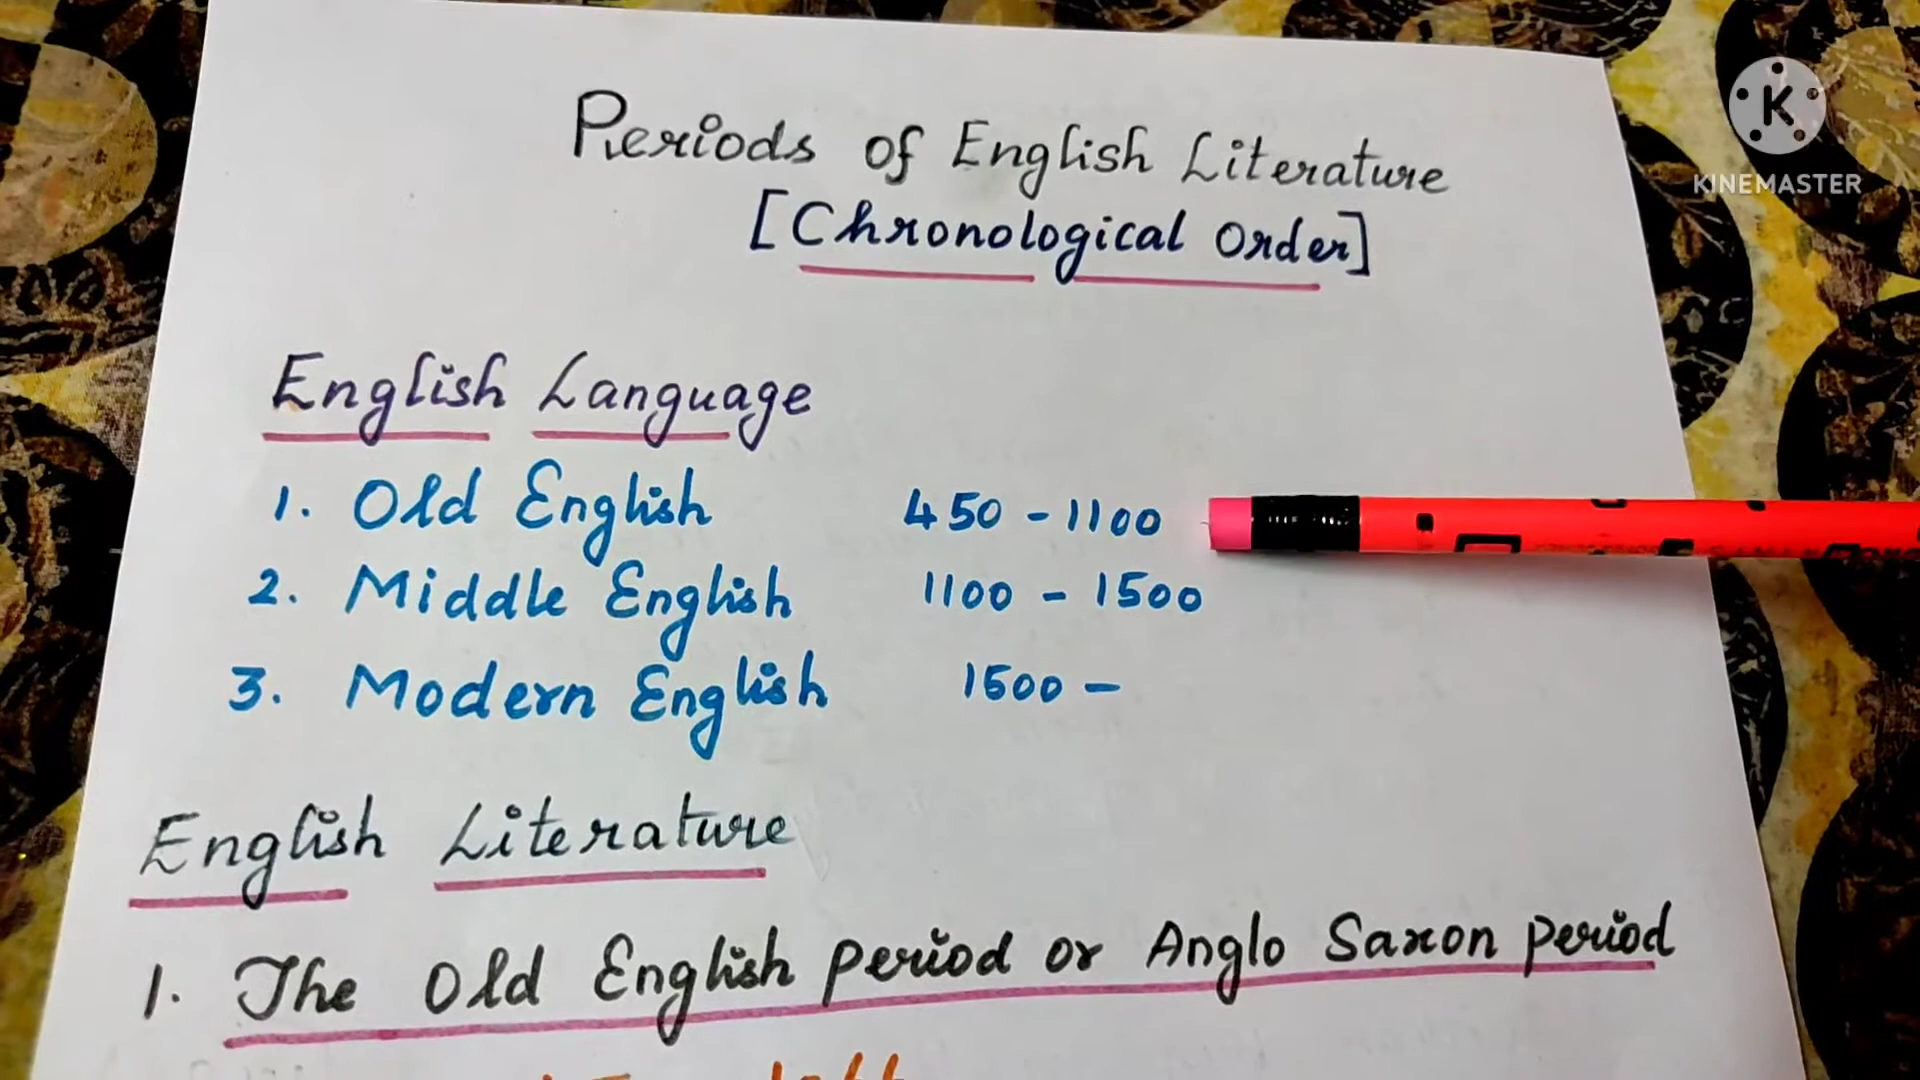 Periods of English Literature
[Chronological Order]
K
KINEMASTER
English Language
1. Old English 450 - 1100
2. Middle English 1100 - 1500
3. Modern English 1500 -
English Literature
1. The Old English period or Anglo Saxon period